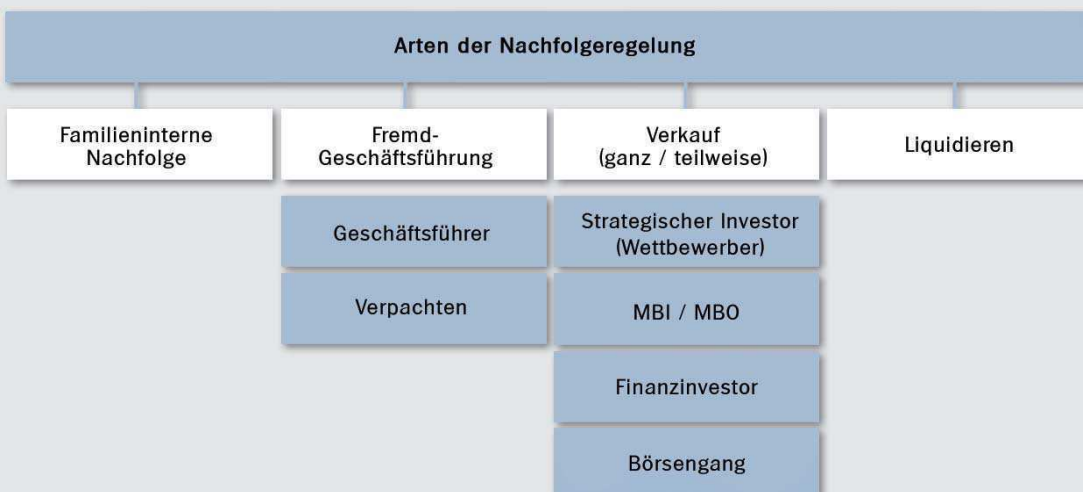 Arten der Nachfolgeregelung
Familieninterne
Nachfolge
Fremd-
Geschäftsführung
Verkauf
(ganz / teilweise)
Liquidieren
Geschäftsführer
Strategischer Investor
(Wettbewerber)
Verpachten
MBI / MBO
Finanzinvestor
Börsengang